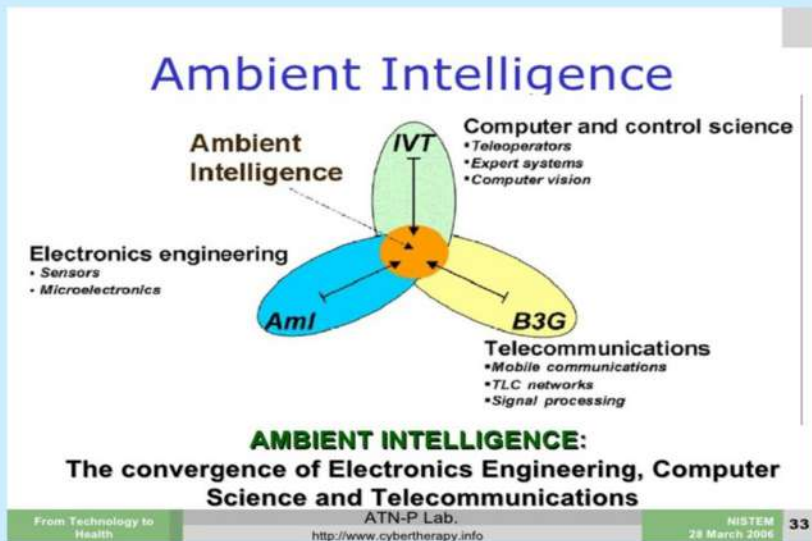 Ambient Intelligence
Ambient
Intelligence
IVT
Computer and control science
▪Teleoperators
▪Expert systems
▪Computer vision
Electronics engineering
• Sensors
• Microelectronics
AmI
B3G
Telecommunications
▪Mobile communications
▪TLC networks
▪Signal processing
AMBIENT INTELLIGENCE:
The convergence of Electronics Engineering, Computer
Science and Telecommunications
From Technology to
Health
ATN-P Lab.
http://www.cybertherapy.info
NISTEM
28 March 2006
33